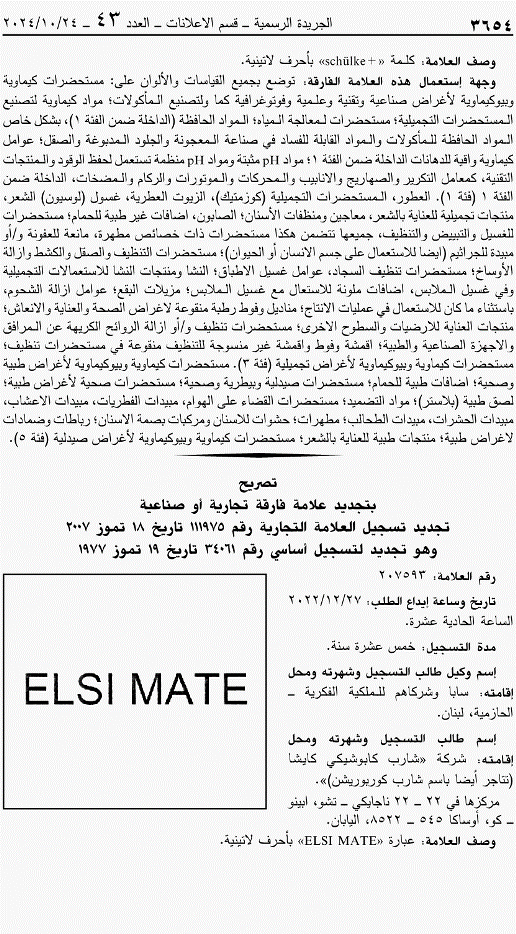 ٣٦٥٤ الجريدة الرسمية ــ قسم الاعلانات ــ العدد ٤٣ ــ ٢٠٢٤/١٠/٢٤
وصف العلامة: كلمة «schülke +» بأحرف لاتينية.
وجهة إستعمال هذه العلامة الفارقة: توضع بجميع القياسات والألوان على: مستحضرات كيماوية
وبيوكيماوية لأغراض صناعية وتقنية وعلمية وفوتوغرافية كما ولتصنيع المأكولات؛ مواد كيماوية لتصنيع
المستحضرات التجميلية؛ مستحضرات لمعالجة المياه؛ المواد الحافظة (الداخلة ضمن الفئة ١)، بشكل خاص
المواد الحافظة للمأكولات والمواد القابلة للفساد في صناعة المعجونة والجلود المدبوغة والصقل؛ عوامل
كيماوية واقية للدهانات الداخلة ضمن الفئة ١؛ مواد pH مثبتة ومواد pH منظمة تستعمل لحفظ الوقود والمنتجات
التقنية، كمعامل التكرير والصهاريج والانابيب والمحركات والموتورات والركام والمضخات، الداخلة ضمن
الفئة ١ (فئة ١). العطور، المستحضرات التجميلية (كوزمتيك)، الزيوت العطرية، غسول (لوسيون) الشعر،
منتجات تجميلية للعناية بالشعر، معاجين ومنظفات الأسنان؛ الصابون، اضافات غير طبية للحمام؛ مستحضرات
للغسيل والتبييض والتنظيف، جميعها تتضمن هكذا مستحضرات ذات خصائص مطهرة، مانعة للعفونة و/أو
مبيدة للجراثيم (ايضا للاستعمال على جسم الانسان أو الحيوان)؛ مستحضرات التنظيف والصقل والكشط وازالة
الأوساخ؛ مستحضرات تنظيف السجاد، عوامل غسيل الاطباق؛ النشا ومنتجات النشا للاستعمالات التجميلية
وفي غسيل الملابس، اضافات ملونة للاستعال مع غسيل الملابس؛ مزيلات البقع؛ عوامل ازالة الشحوم،
باستثناء ما كان للاستعمال في عمليات الانتاج؛ مناديل وفوط رطبة منقوعة لاغراض الصحة والعناية والانعاش؛
منتجات العناية للارضيات والسطوح الاخرى؛ مستحضرات تنظيف و/أو ازالة الروائح الكريهة عن المرافق
والاجهزة الصناعية والطبية؛ اقمشة وفوط واقمشة غير منسوجة للتنظيف منقوعة في مستحضرات تنظيف؛
مستحضرات كيماوية وبيوكيماوية لأغراض تجميلية (فئة ٣). مستحضرات كيماوية وبيوكيماوية لأغراض طبية
وصحية؛ اضافات طبية للحمام؛ مستحضرات صيدلية وبيطرية وصحية؛ مستحضرات صحية لأغراض طبية؛
لصق طبية (بلاستر)؛ مواد التضميد؛ مستحضرات القضاء على الهوام، مبيدات الفطريات، مبيدات الاعشاب،
مبيدات الحشرات، مبيدات الطحالب؛ مطهرات؛ حشوات للاسنان ومركبات بصمة الاسنان؛ رباطات وضمادات
لاغراض طبية؛ منتجات طبية للعناية بالشعر؛ مستحضرات كيماوية وبيوكيماوية لأغراض صيدلية (فئة ٥).
تصريح
بتجديد علامة فارقة تجارية أو صناعية
تجديد تسجيل العلامة التجارية رقم ١١١٩٧٥ تاريخ ١٨ تموز ٢٠٠٧
وهو تجديد لتسجيل أساسي رقم ٣٤٠٦١ تاريخ ١٩ تموز ١٩٧٧
رقم العلامة: ٢٠٧٥٩٣
تاريخ وساعة إيداع الطلب: ٢٠٢٢/١٢/٢٧
الساعة الحادية عشرة.
مدة التسجيل: خمس عشرة سنة.
إسم وكيل طالب التسجيل وشهرته ومحل
إقامته: سابا وشركاهم للملكية الفكرية ــ
الحازمية، لبنان.
إسم طالب التسجيل وشهرته ومحل
إقامته: شركة «شارب كابوشيكي كايشا
(تتاجر أيضا باسم شارب كوربوريشن)».
مركزها في ٢٢ ــ ٢٢ ناجايكي ــ تشو، ابينو
ــ كو، أوساكا ٥٤٥ ــ ٨٥٢٢، اليابان.
ELSI MATE
وصف العلامة: عبارة «ELSI MATE» بأحرف لاتينية.